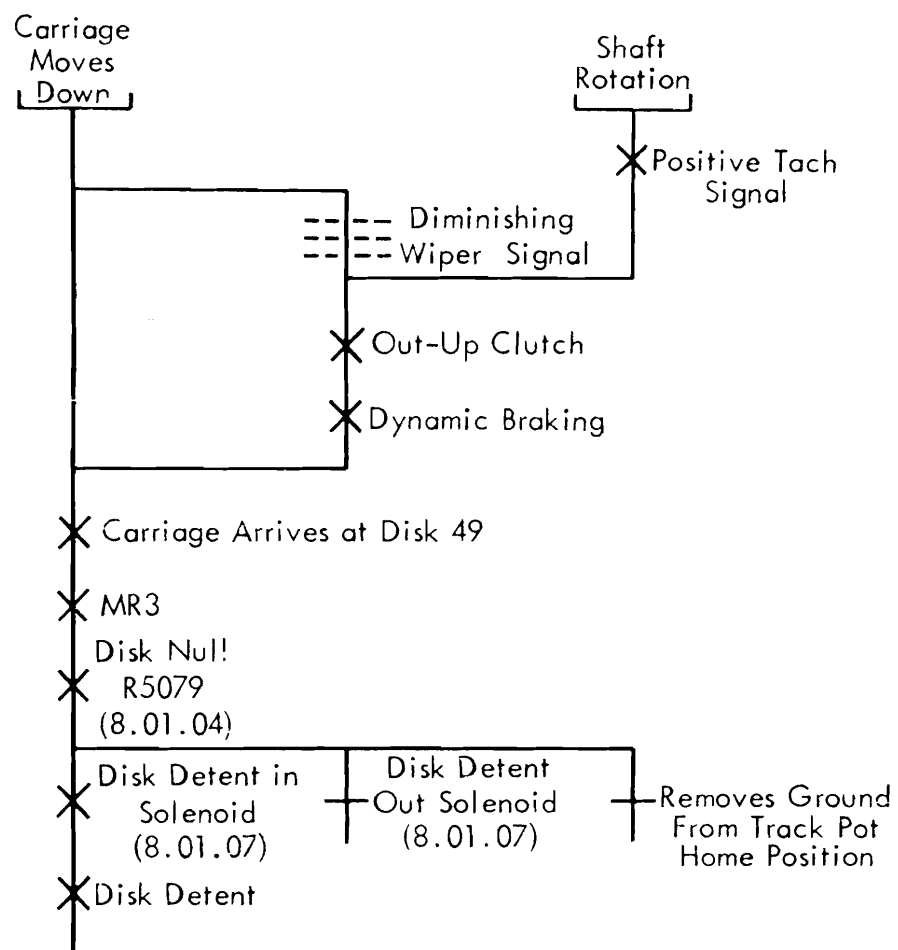 Carriage
Moves
Down
Shaft
Rotation
Positive Tach
Signal
Diminishing
Wiper Signal
Out-Up Clutch
Dynamic Braking
Carriage Arrives at Disk 49
MR3
Disk Nul!
R5079
(8.01.04)
Disk Detent in
Solenoid
(8.01.07)
Disk Detent
Out Solenoid
(8.01.07)
Removes Ground
From Track Pot
Home Position
Disk Detent